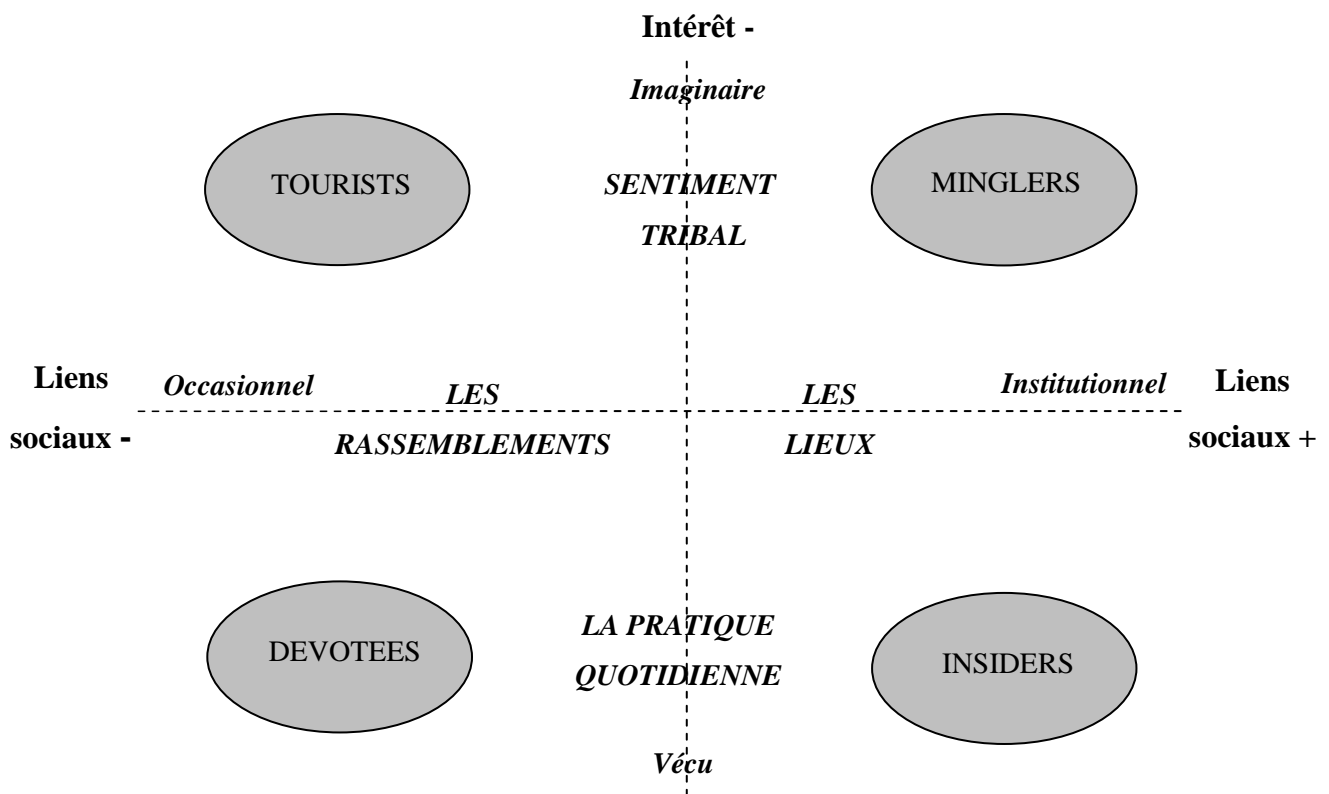 Intérêt -
Imaginaire
TOURISTS
SENTIMENT
TRIBAL
MINGLERS
Liens
sociaux -
Occasionnel
LES
RASSEMBLEMENTS
LES
LIEUX
Institutionnel
Liens
sociaux +
DEVOTEES
LA PRATIQUE
QUOTIDIENNE
INSIDERS
Vécu